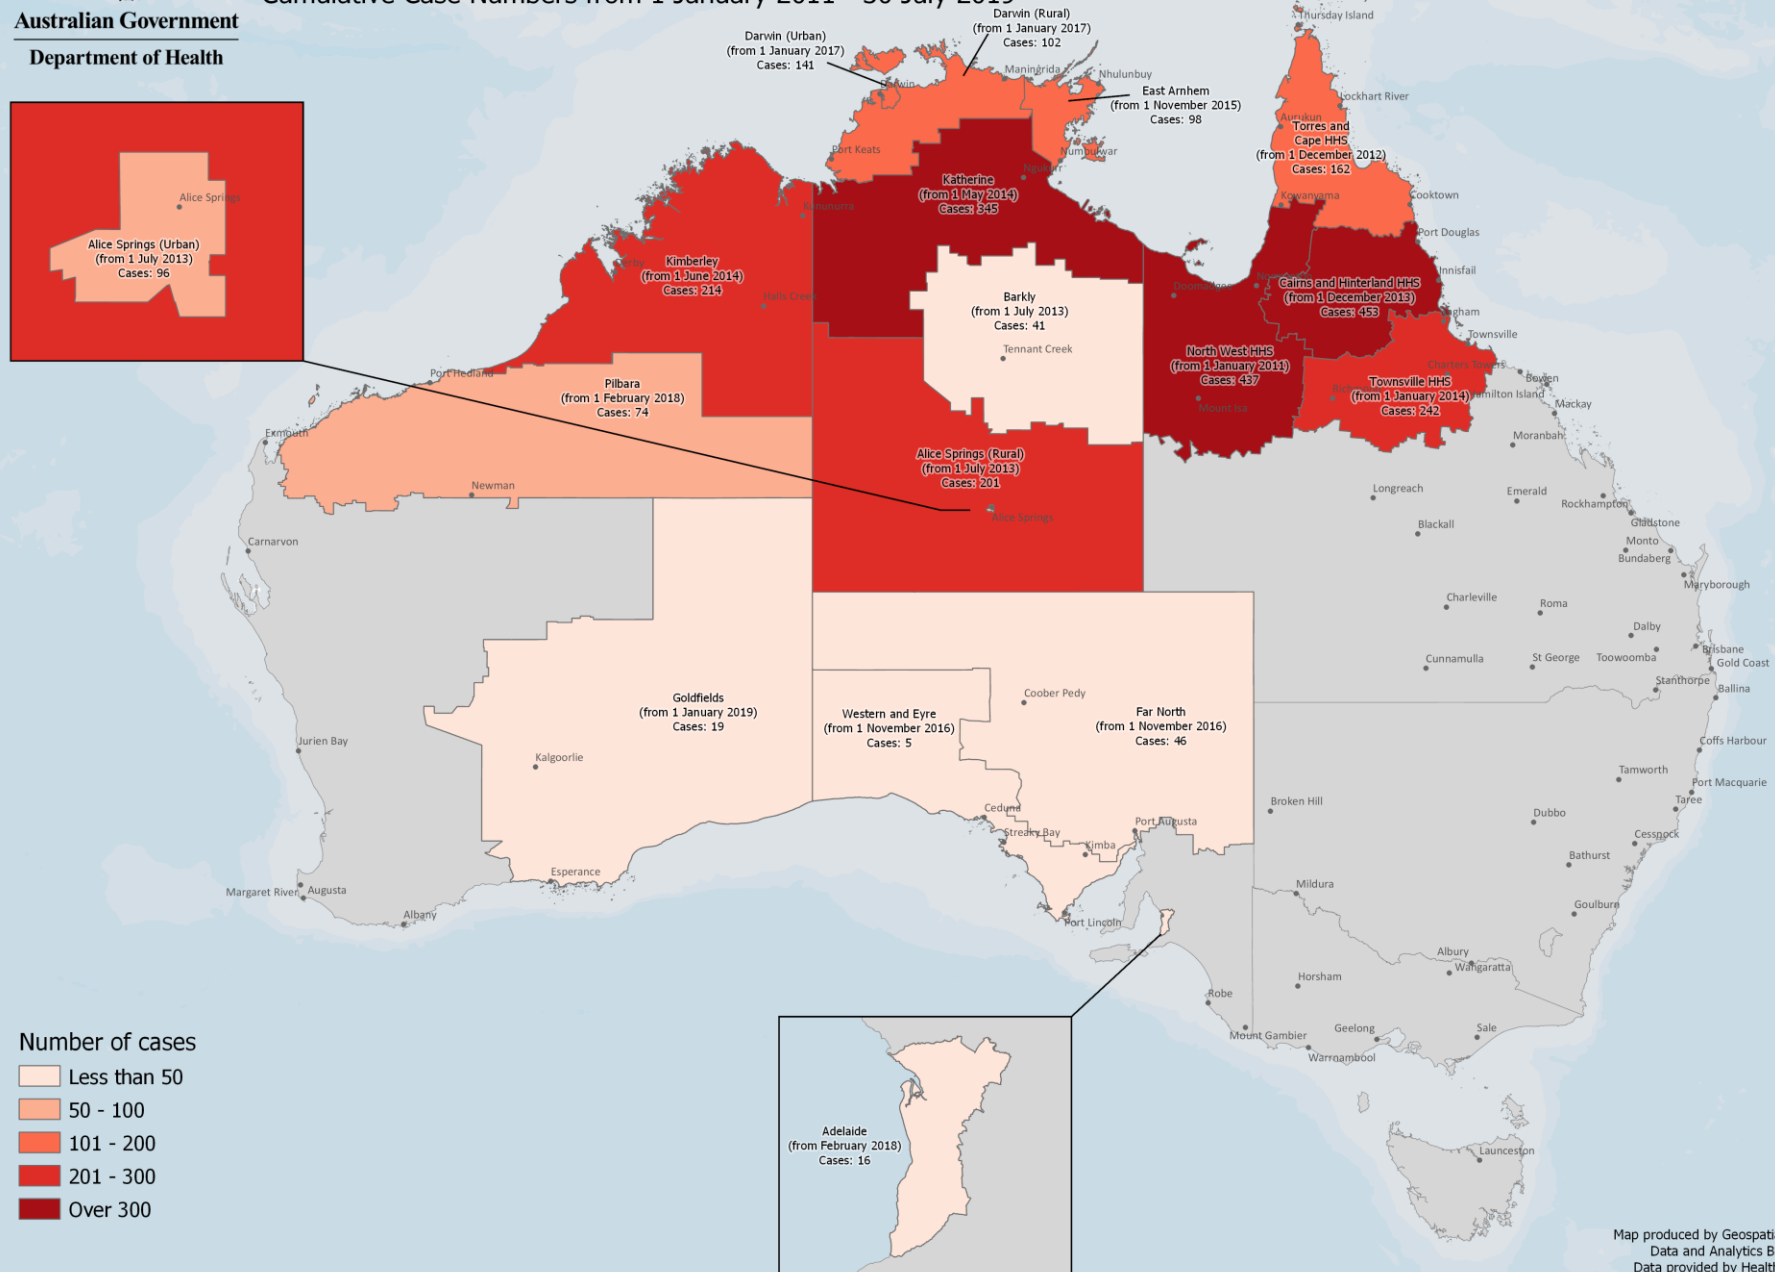 Australian Government
Department of Health
Cumulative Case Numbers from 1 January 2011 - 30 July 2019
Darwin (Rural)
(from 1 January 2017)
Cases: 102
Thursday Island
Darwin (Urban)
(from 1 January 2017)
Cases: 141
Maningrida
Nhulunbuy
Darwin
East Arnhem
(from 1 November 2015)
Cases: 98
Lockhart River
Aurukun
Torres and
Cape HHS
(from 1 December 2012)
Cases: 162
Port Keats
Numbulwar
Ngukurr
Katherine
(from 1 May 2014)
Cases: 345
Kowanyama
Cooktown
Kununurra
Port Douglas
Alice Springs
Alice Springs (Urban)
(from 1 July 2013)
Cases: 96
Derby
Kimberley
(from 1 June 2014)
Cases: 214
Halls Creek
Innisfail
Cairns and Hinterland HHS
(from 1 December 2013)
Cases: 453
Doomadgee
Barkly
(from 1 July 2013)
Cases: 41
Tennant Creek
Ingham
Townsville
North West HHS
(from 1 January 2011)
Cases: 437
Mount Isa
Charters Towers
Richmond
Townsville HHS
(from 1 January 2014)
Cases: 242
Bowen
Hamilton Island
Mackay
Port Hedland
Pilbara
(from 1 February 2018)
Cases: 74
Exmouth
Moranbah
Alice Springs (Rural)
(from 1 July 2013)
Cases: 201
Alice Springs
Newman
Longreach
Emerald
Rockhampton
Gladstone
Blackall
Monto
Bundaberg
Carnarvon
Maryborough
Charleville
Roma
Dalby
Brisbane
Cunnamulla
St George
Toowoomba
Gold Coast
Stanthorpe
Ballina
Coober Pedy
Goldfields
(from 1 January 2019)
Cases: 19
Western and Eyre
(from 1 November 2016)
Cases: 5
Far North
(from 1 November 2016)
Cases: 46
Jurien Bay
Kalgoorlie
Coffs Harbour
Tamworth
Port Macquarie
Broken Hill
Taree
Ceduna
Dubbo
Port Augusta
Streaky Bay
Cessnock
Kimba
Bathurst
Esperance
Mildura
Margaret River
Augusta
Albany
Port Lincoln
Goulburn
Albury
Wangaratta
Horsham
Robe
Mount Gambier
Geelong
Sale
Warrnambool
Number of cases
Less than 50
50 - 100
101 - 200
201 - 300
Over 300
Adelaide
(from February 2018)
Cases: 16
Launceston
Map produced by Geospati
Data and Analytics B
Data provided by Health